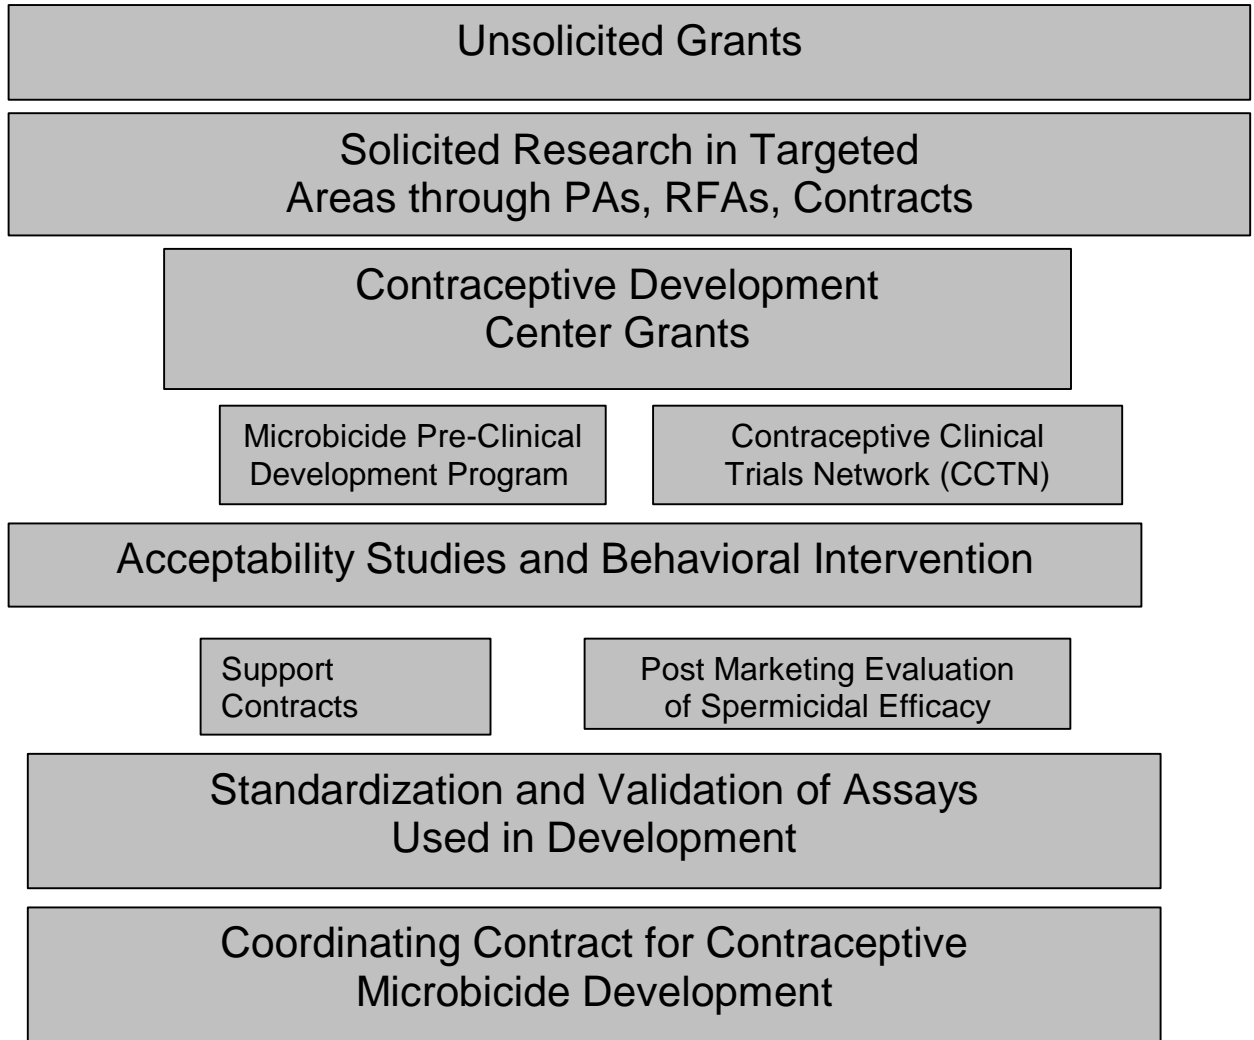 Unsolicited Grants
Solicited Research in Targeted
Areas through PAs, RFAs, Contracts
Contraceptive Development
Center Grants
Microbicide Pre-Clinical
Development Program
Contraceptive Clinical
Trials Network (CCTN)
Acceptability Studies and Behavioral Intervention
Support
Contracts
Post Marketing Evaluation
of Spermicidal Efficacy
Standardization and Validation of Assays
Used in Development
Coordinating Contract for Contraceptive
Microbicide Development